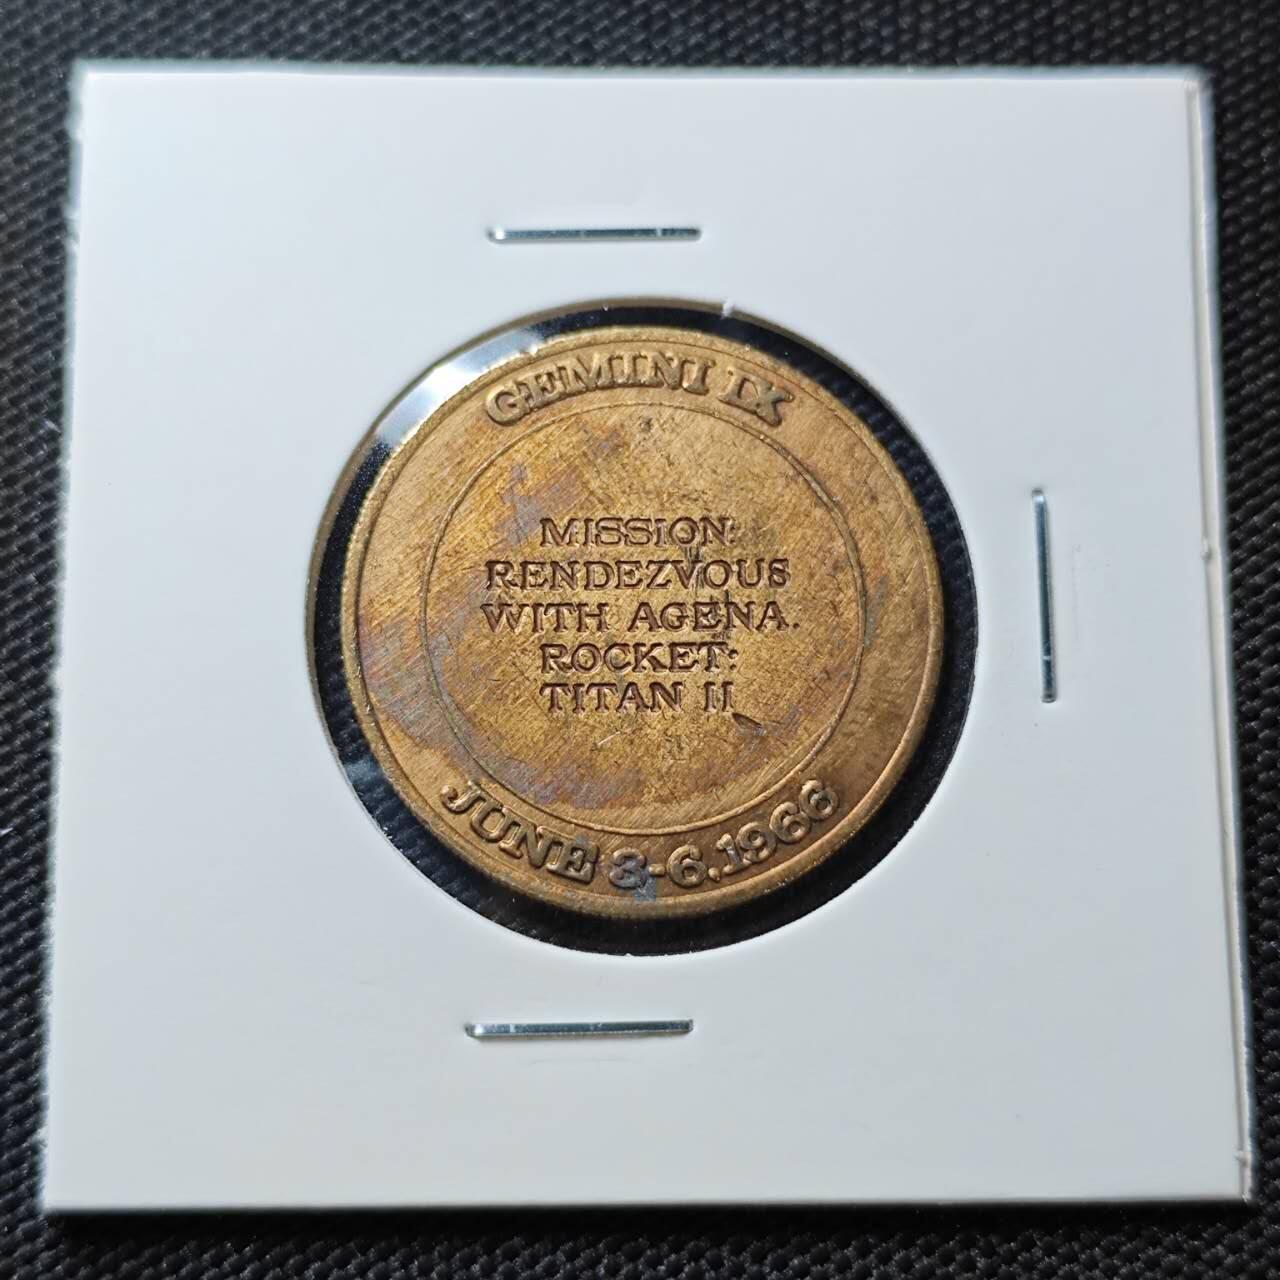 GEMINI IX
MISSION:
RENDEZVOUS
WITH AGENA.
ROCKET:
TITAN II
JUNE 3-6.1966